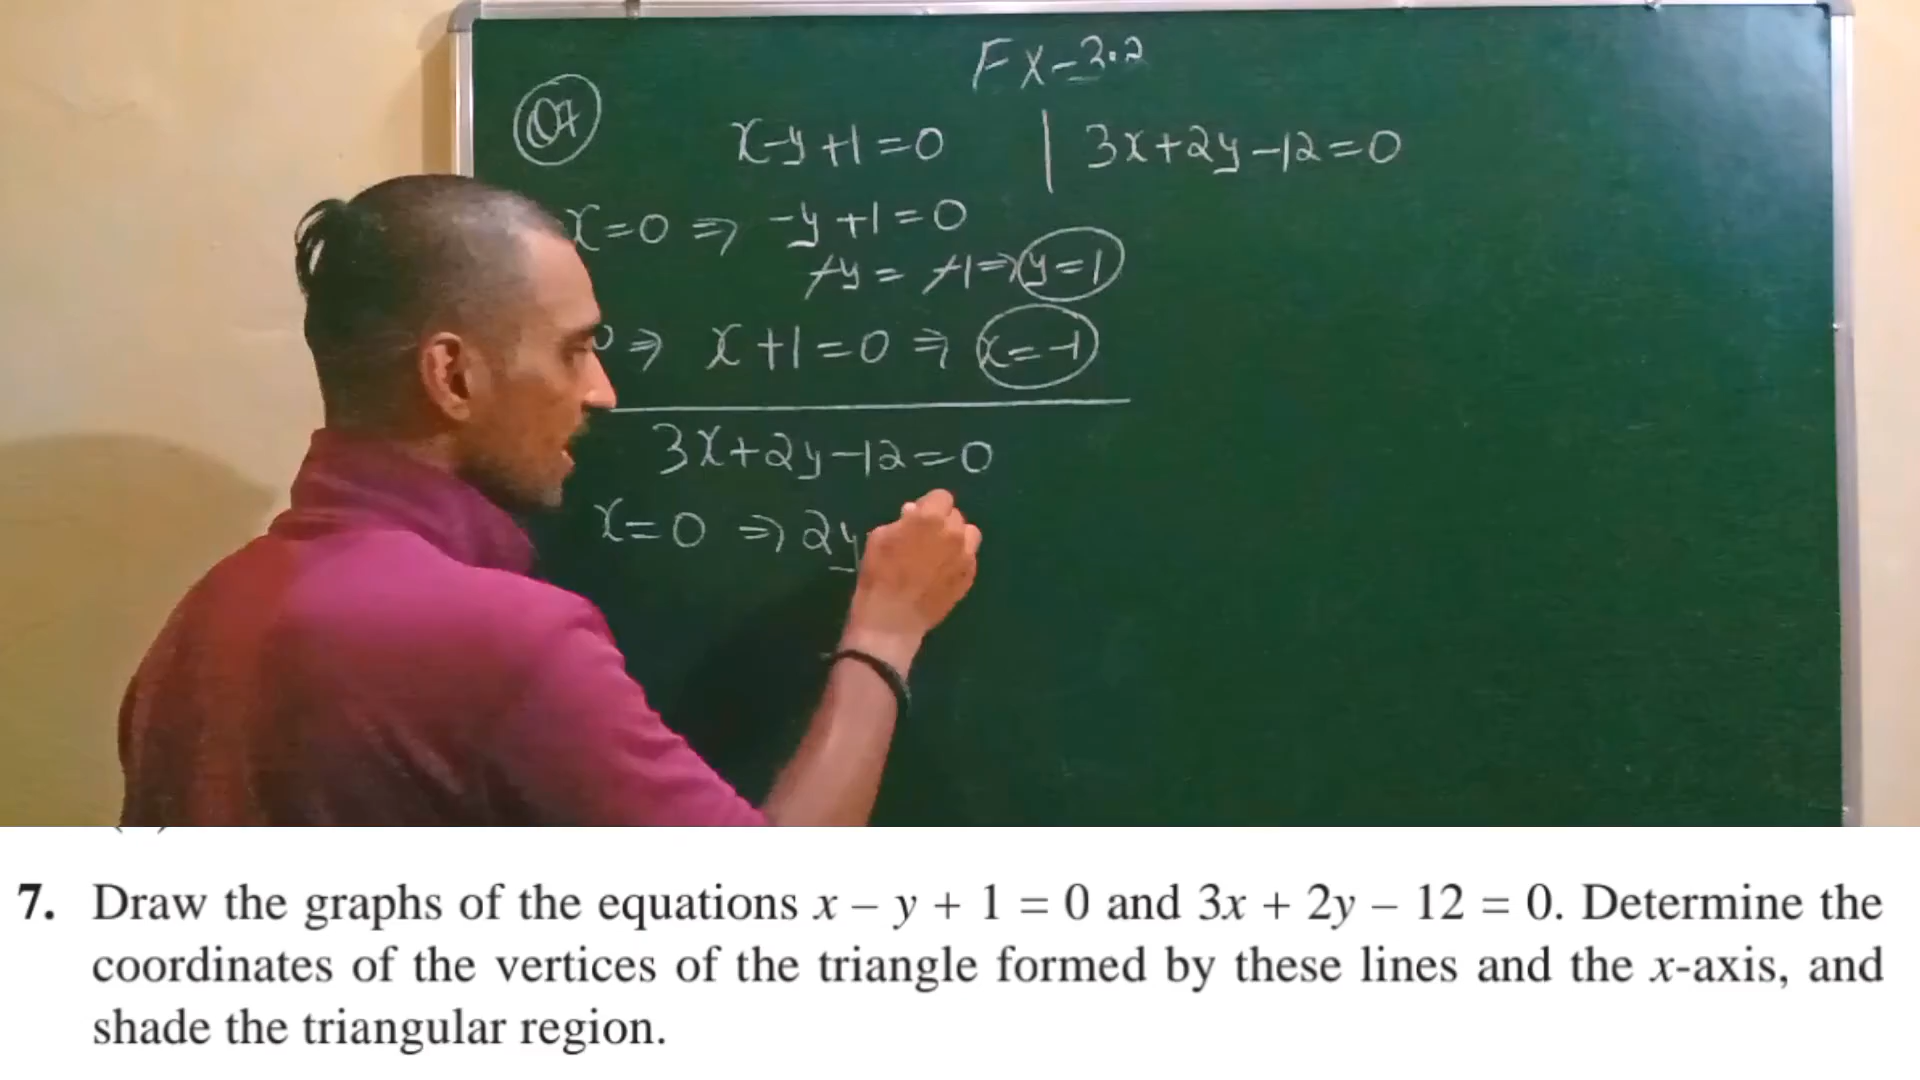 Ex-3.2
Q7
x-y+1=0 | 3x+2y-12=0
x=0 ⇒ -y+1=0
-y = -1 ⇒ y=1
0 ⇒ x+1=0 ⇒ x=-1
3x+2y-12=0
x=0 ⇒ 2y
7. Draw the graphs of the equations x – y + 1 = 0 and 3x + 2y – 12 = 0. Determine the
coordinates of the vertices of the triangle formed by these lines and the x-axis, and
shade the triangular region.